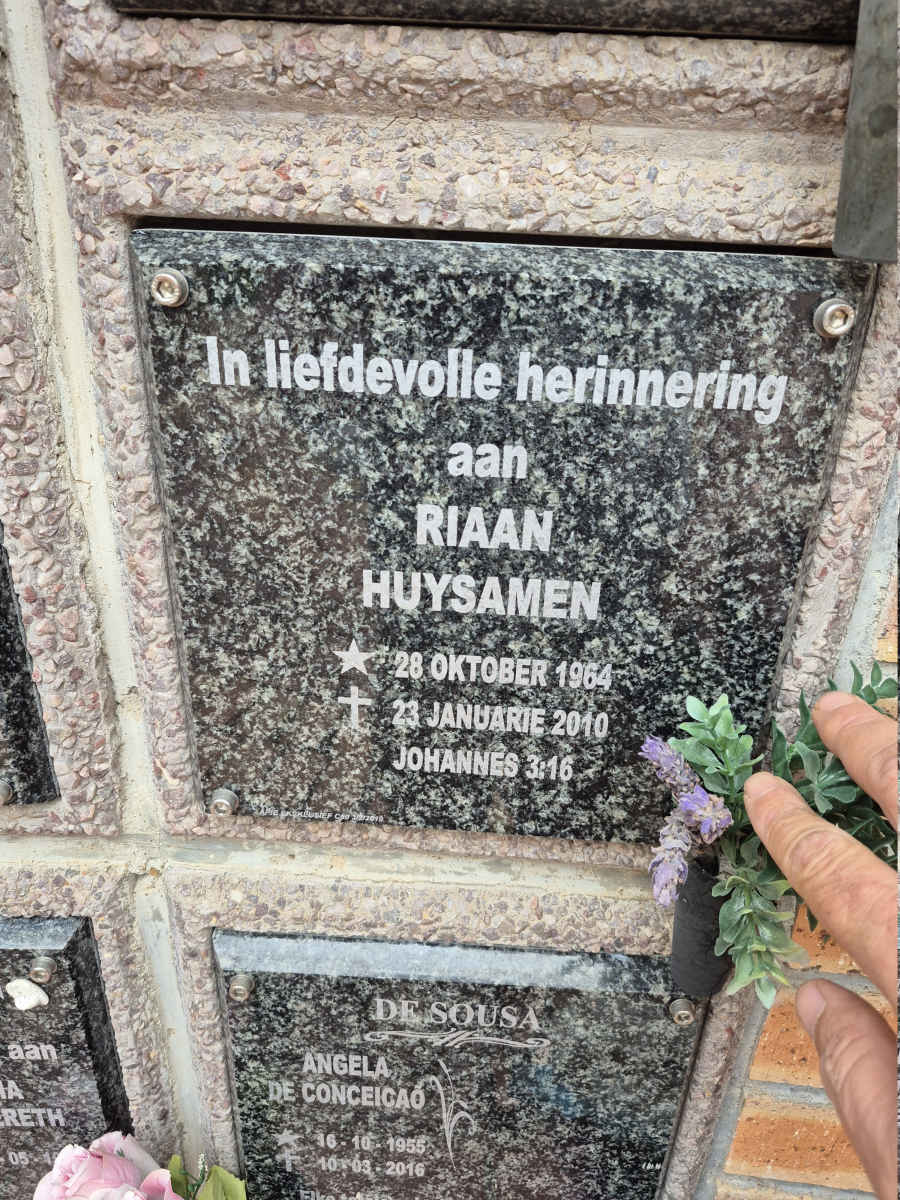 In liefdevolle herinnering
aan
RIAAN
HUYSAMEN
28 OKTOBER 1964
23 JANUARIE 2010
JOHANNES 3:16
DE SOUSA
ANGELA
DE CONCEICAO
16 - 10 - 1955
10 - 03 - 2016
aan